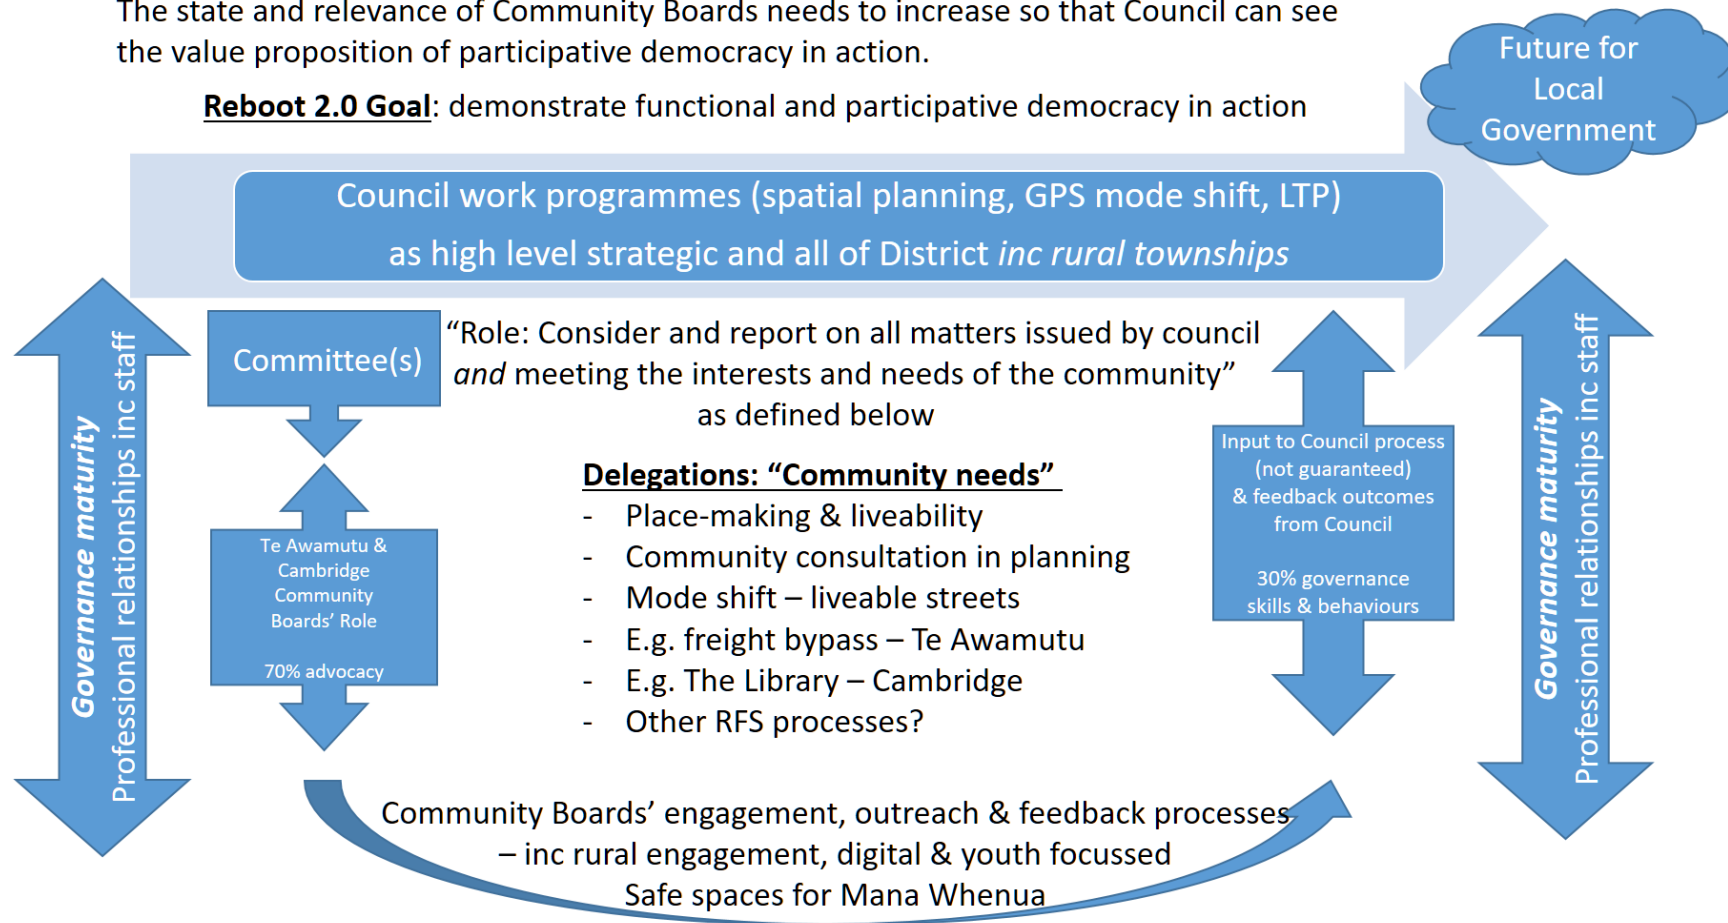 The state and relevance of Community Boards needs to increase so that Council can see
the value proposition of participative democracy in action.
Future for
Local
Government
Reboot 2.0 Goal: demonstrate functional and participative democracy in action
Council work programmes (spatial planning, GPS mode shift, LTP)
as high level strategic and all of District inc rural townships
Governance maturity
Professional relationships inc staff
Committee(s)
“Role: Consider and report on all matters issued by council
and meeting the interests and needs of the community”
as defined below
Te Awamutu &
Cambridge
Community
Boards’ Role
70% advocacy
Delegations: “Community needs”
- Place-making & liveability
- Community consultation in planning
- Mode shift – liveable streets
- E.g. freight bypass – Te Awamutu
- E.g. The Library – Cambridge
- Other RFS processes?
Input to Council process
(not guaranteed)
& feedback outcomes
from Council
30% governance
skills & behaviours
Governance maturity
Professional relationships inc staff
Community Boards’ engagement, outreach & feedback processes
– inc rural engagement, digital & youth focussed
Safe spaces for Mana Whenua